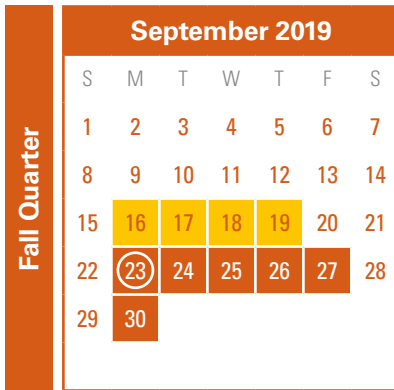 Fall Quarter
September 2019
S M T W T F S
1 2 3 4 5 6 7
8 9 10 11 12 13 14
15 16 17 18 19 20 21
22 23 24 25 26 27 28
29 30